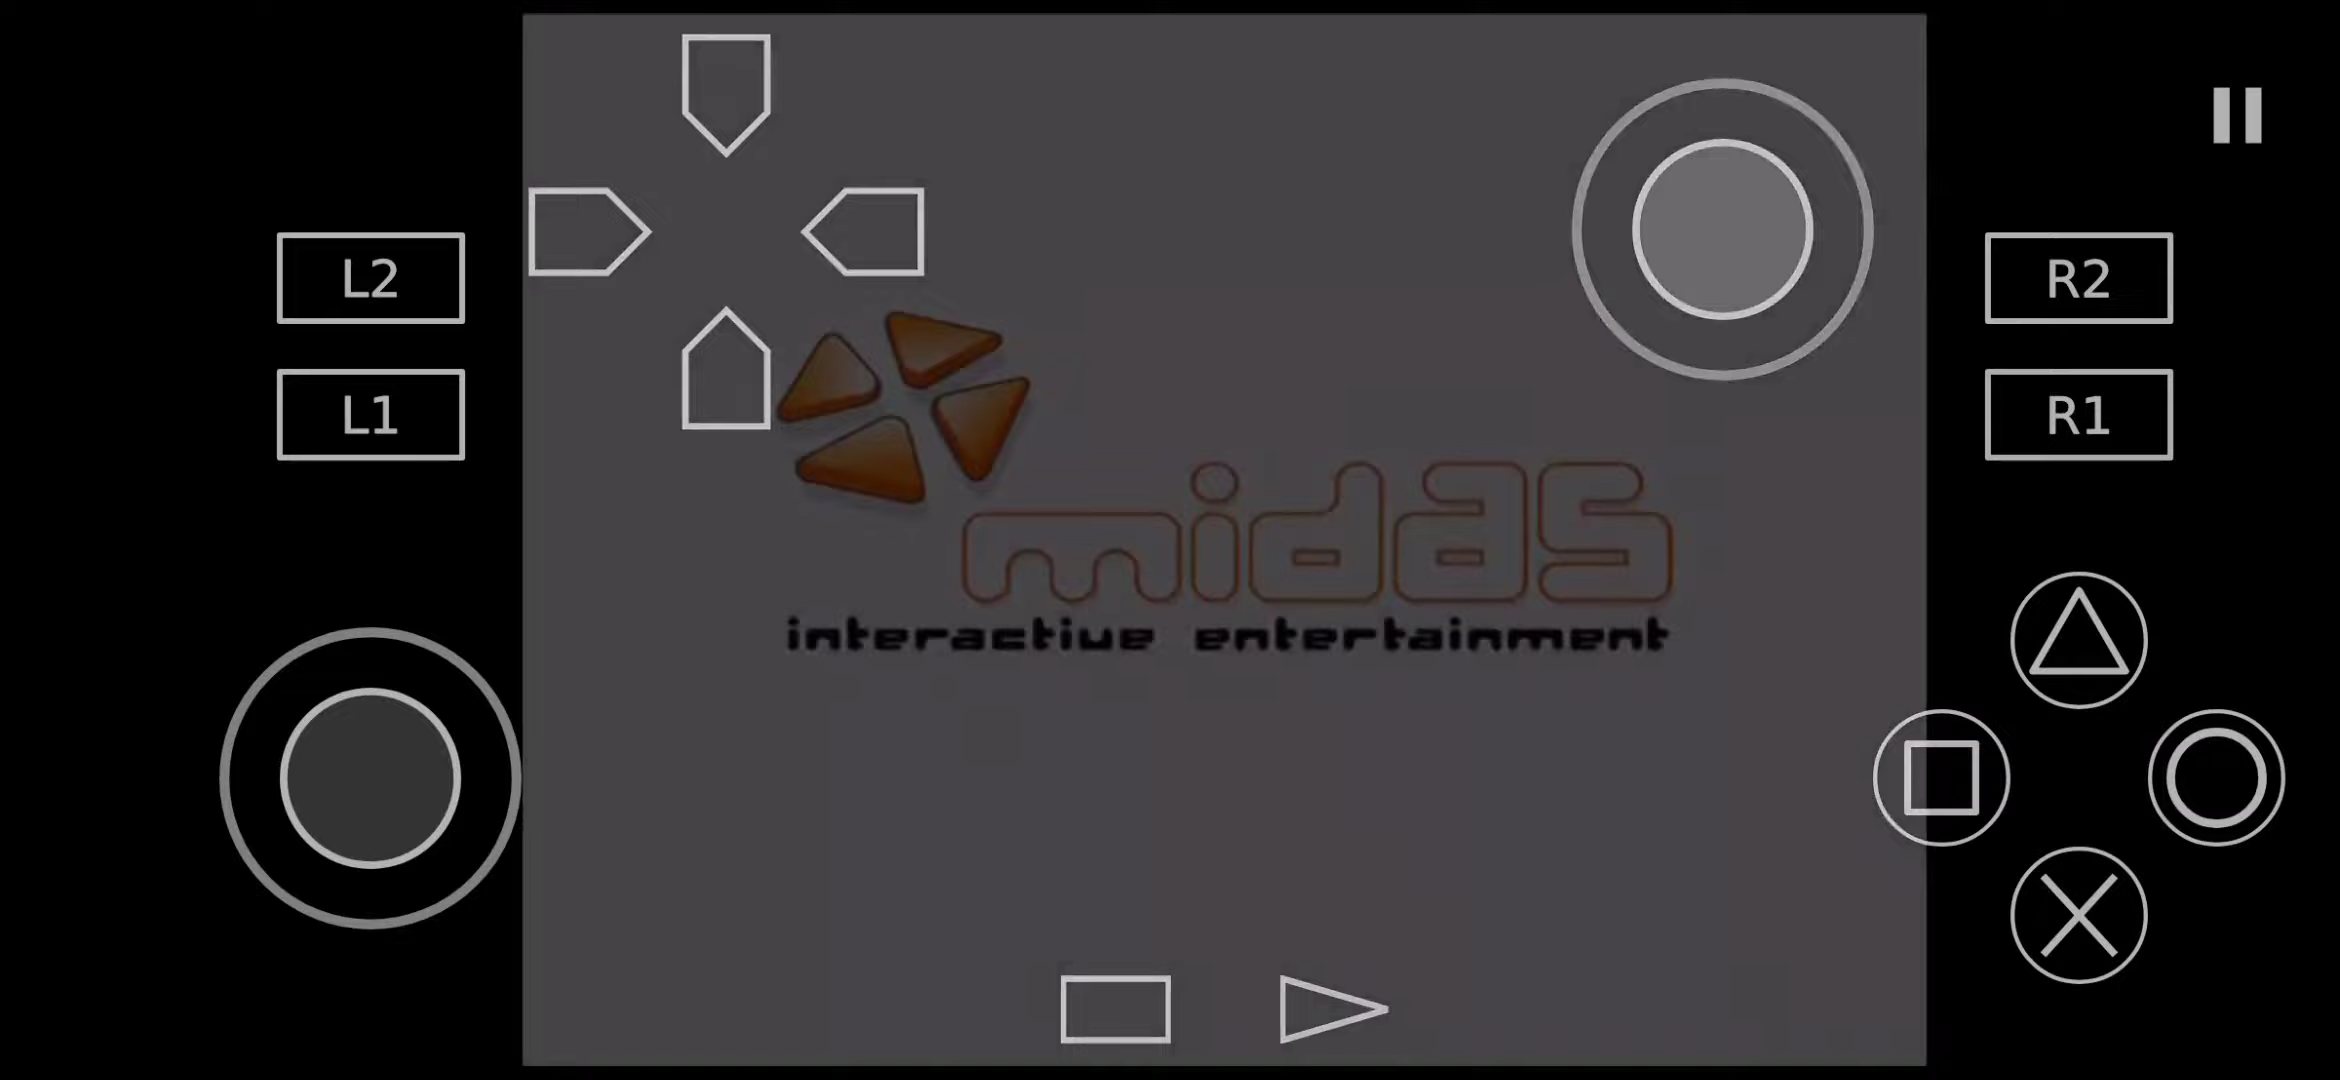 L2
R2
L1
R1
midas
interactive entertainment